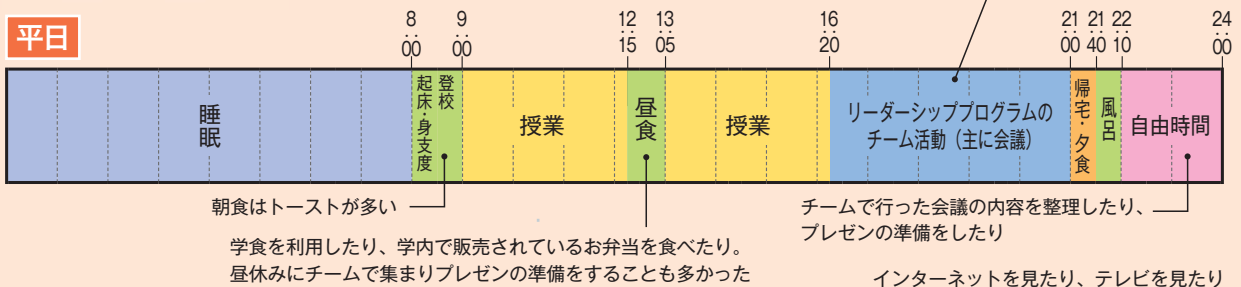 平日
8:00
9:00
12:15
13:05
16:20
21:00
21:40
22:10
24:00
睡眠
起床・身支度
登校
授業
昼食
授業
リーダーシッププログラムの
チーム活動（主に会議）
帰宅・夕食
風呂
自由時間
朝食はトーストが多い
学食を利用したり、学内で販売されているお弁当を食べたり。
昼休みにチームで集まりプレゼンの準備をすることも多かった
チームで行った会議の内容を整理したり、
プレゼンの準備をしたり
インターネットを見たり、テレビを見たり